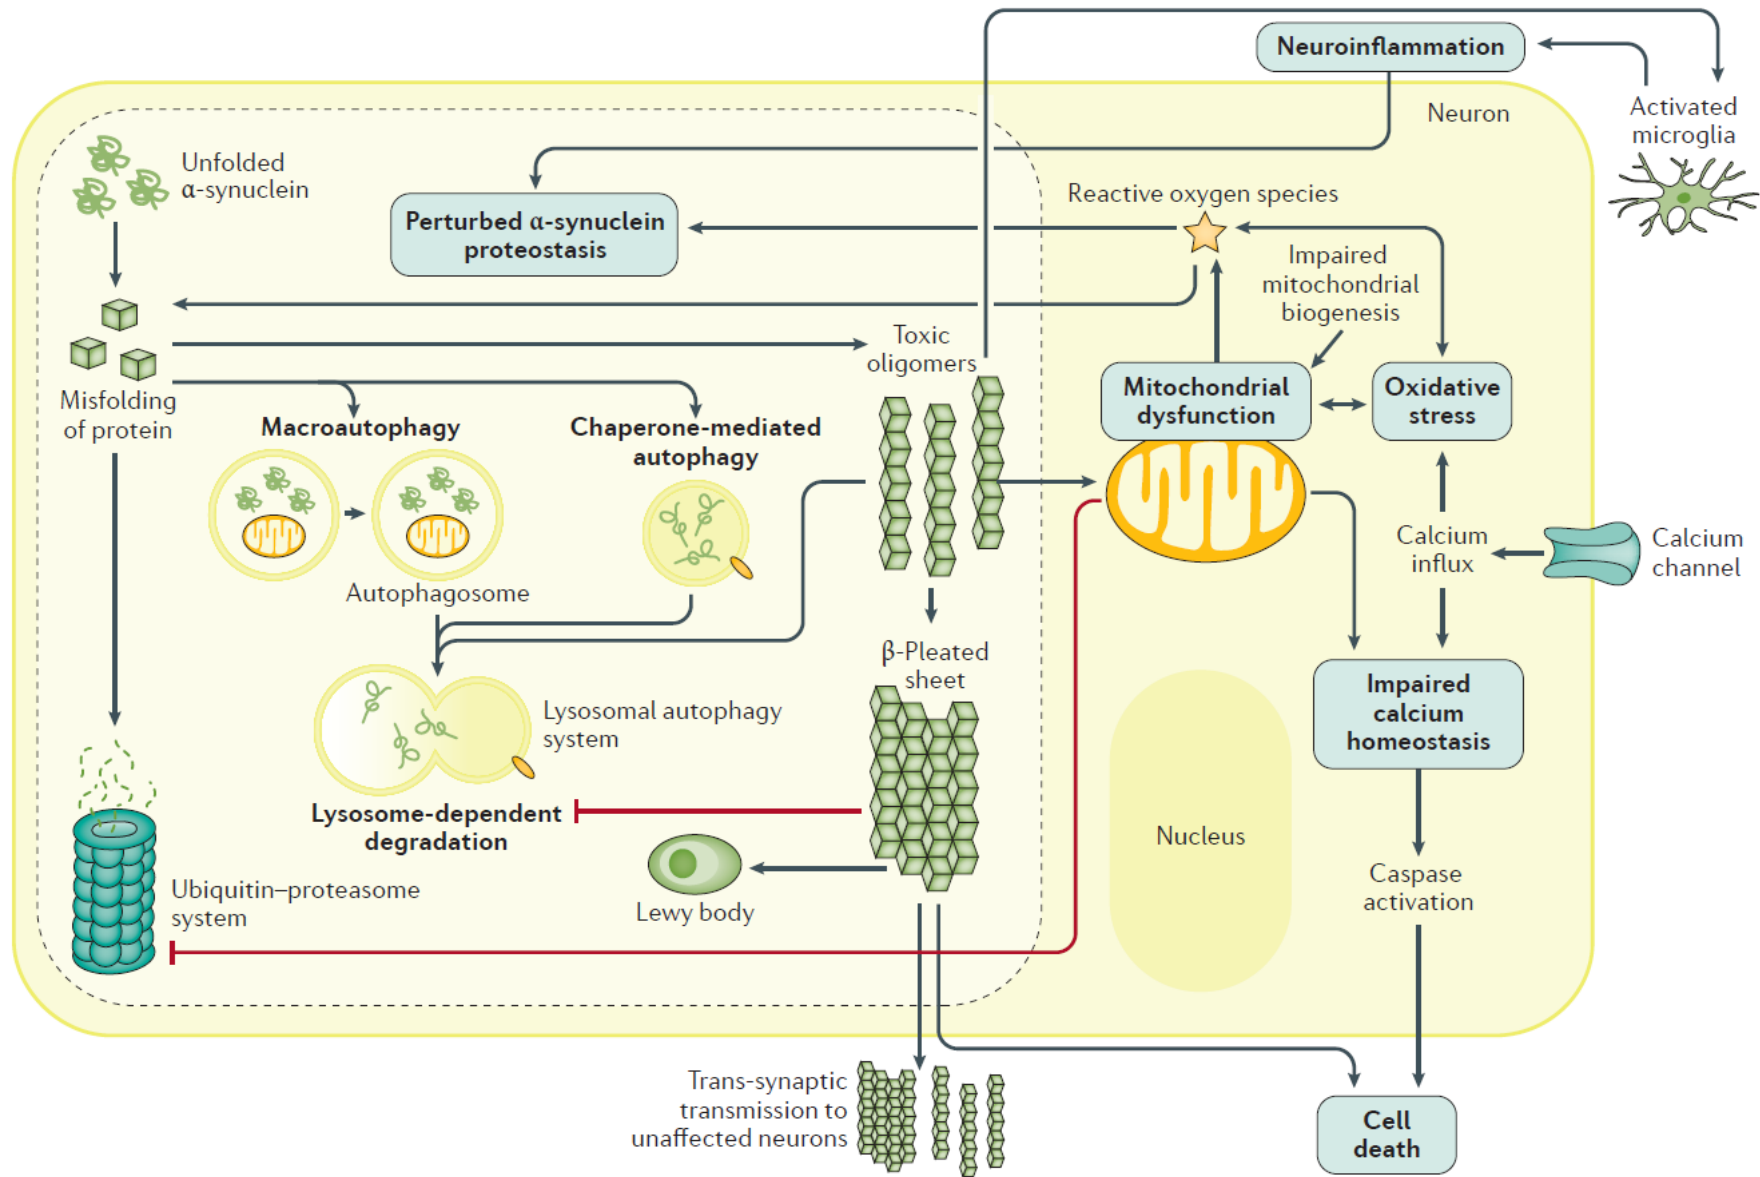 Neuroinflammation
Neuron
Activated
microglia
Unfolded
α-synuclein
Perturbed α-synuclein
proteostasis
Reactive oxygen species
Impaired
mitochondrial
biogenesis
Toxic
oligomers
Misfolding
of protein
Macroautophagy
Chaperone-mediated
autophagy
Mitochondrial
dysfunction
Oxidative
stress
Autophagosome
Calcium
influx
Calcium
channel
β-Pleated
sheet
Lysosomal autophagy
system
Impaired
calcium
homeostasis
Lysosome-dependent
degradation
Nucleus
Ubiquitin–proteasome
system
Lewy body
Caspase
activation
Trans-synaptic
transmission to
unaffected neurons
Cell
death